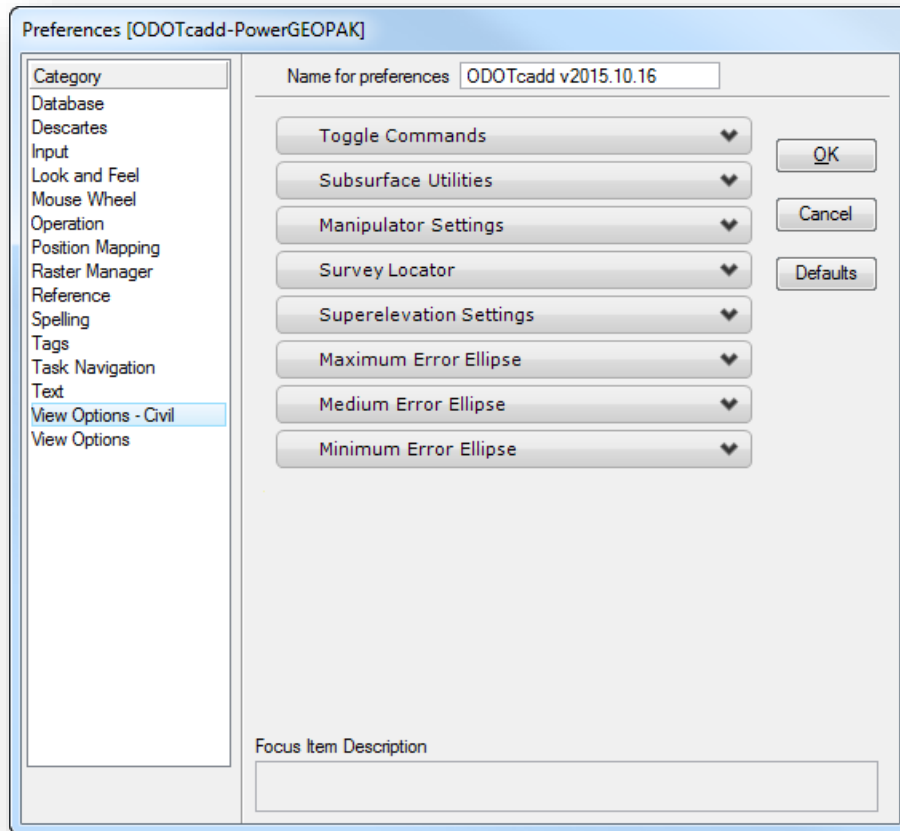 Preferences [ODOTcadd-PowerGEOPAK]
Category
Database
Descartes
Input
Look and Feel
Mouse Wheel
Operation
Position Mapping
Raster Manager
Reference
Spelling
Tags
Task Navigation
Text
View Options - Civil
View Options
Name for preferences ODOTcadd v2015.10.16
Toggle Commands
Subsurface Utilities
Manipulator Settings
Survey Locator
Superelevation Settings
Maximum Error Ellipse
Medium Error Ellipse
Minimum Error Ellipse
OK
Cancel
Defaults
Focus Item Description